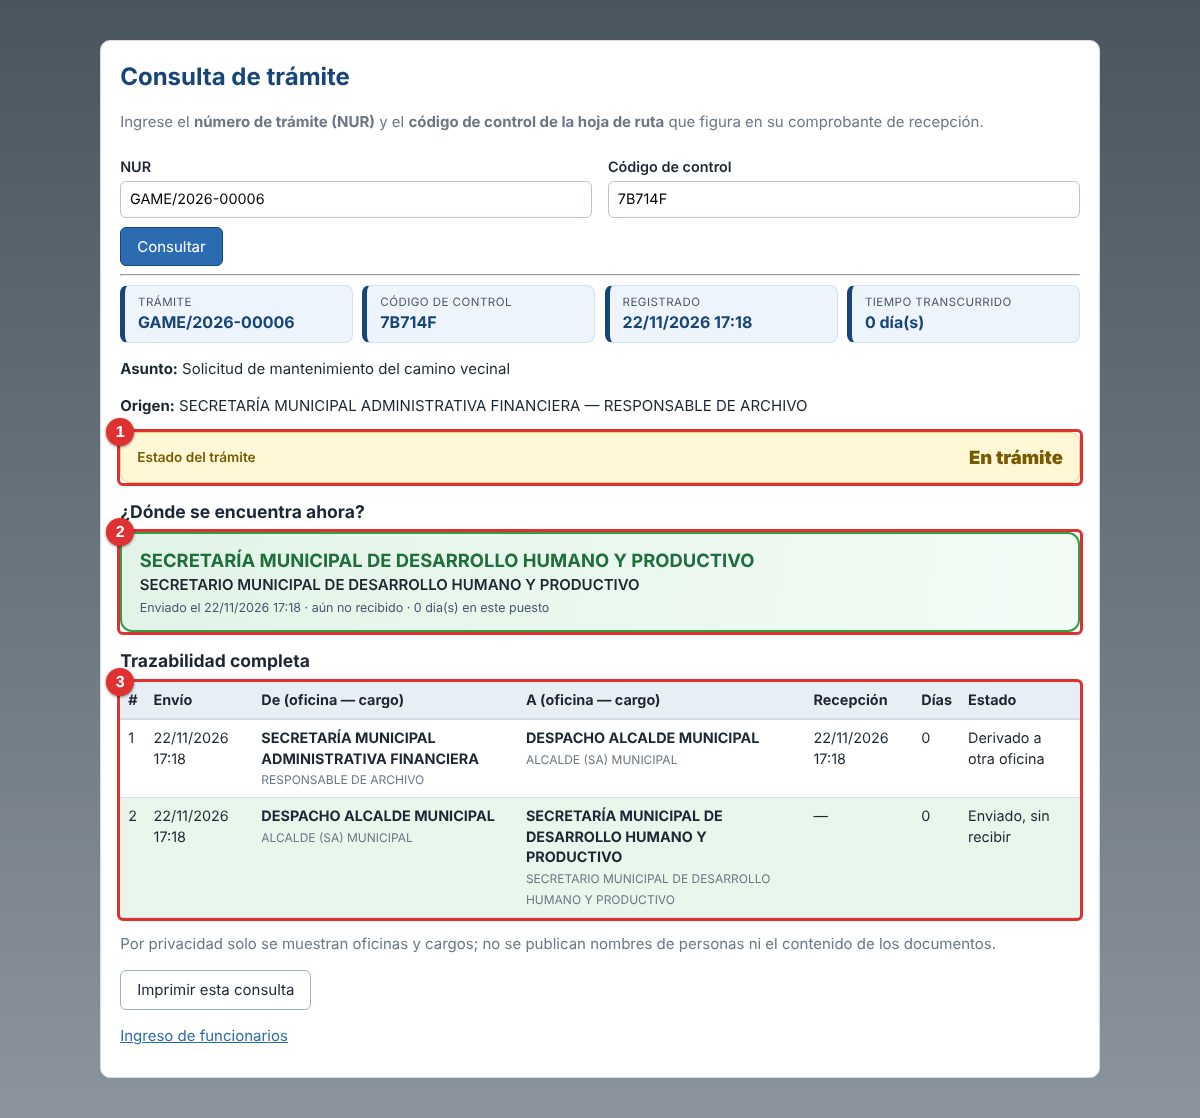 Consulta de trámite
Ingrese el número de trámite (NUR) y el código de control de la hoja de ruta que figura en su comprobante de recepción.
NUR
Código de control
GAME/2026-00006
7B714F
Consultar
TRÁMITE
GAME/2026-00006
CÓDIGO DE CONTROL
7B714F
REGISTRADO
22/11/2026 17:18
TIEMPO TRANSCURRIDO
0 día(s)
Asunto: Solicitud de mantenimiento del camino vecinal
Origen: SECRETARÍA MUNICIPAL ADMINISTRATIVA FINANCIERA — RESPONSABLE DE ARCHIVO
1
Estado del trámite
En trámite
¿Dónde se encuentra ahora?
2
SECRETARÍA MUNICIPAL DE DESARROLLO HUMANO Y PRODUCTIVO
SECRETARIO MUNICIPAL DE DESARROLLO HUMANO Y PRODUCTIVO
Enviado el 22/11/2026 17:18 · aún no recibido · 0 día(s) en este puesto
Trazabilidad completa
3
# Envío De (oficina — cargo) A (oficina — cargo) Recepción Días Estado
1
22/11/2026
17:18
SECRETARÍA MUNICIPAL
ADMINISTRATIVA FINANCIERA
RESPONSABLE DE ARCHIVO
DESPACHO ALCALDE MUNICIPAL
ALCALDE (SA) MUNICIPAL
22/11/2026
17:18
0
Derivado a
otra oficina
2
22/11/2026
17:18
DESPACHO ALCALDE MUNICIPAL
ALCALDE (SA) MUNICIPAL
SECRETARÍA MUNICIPAL DE
DESARROLLO HUMANO Y
PRODUCTIVO
SECRETARIO MUNICIPAL DE DESARROLLO
HUMANO Y PRODUCTIVO
—
0
Enviado, sin
recibir
Por privacidad solo se muestran oficinas y cargos; no se publican nombres de personas ni el contenido de los documentos.
Imprimir esta consulta
Ingreso de funcionarios